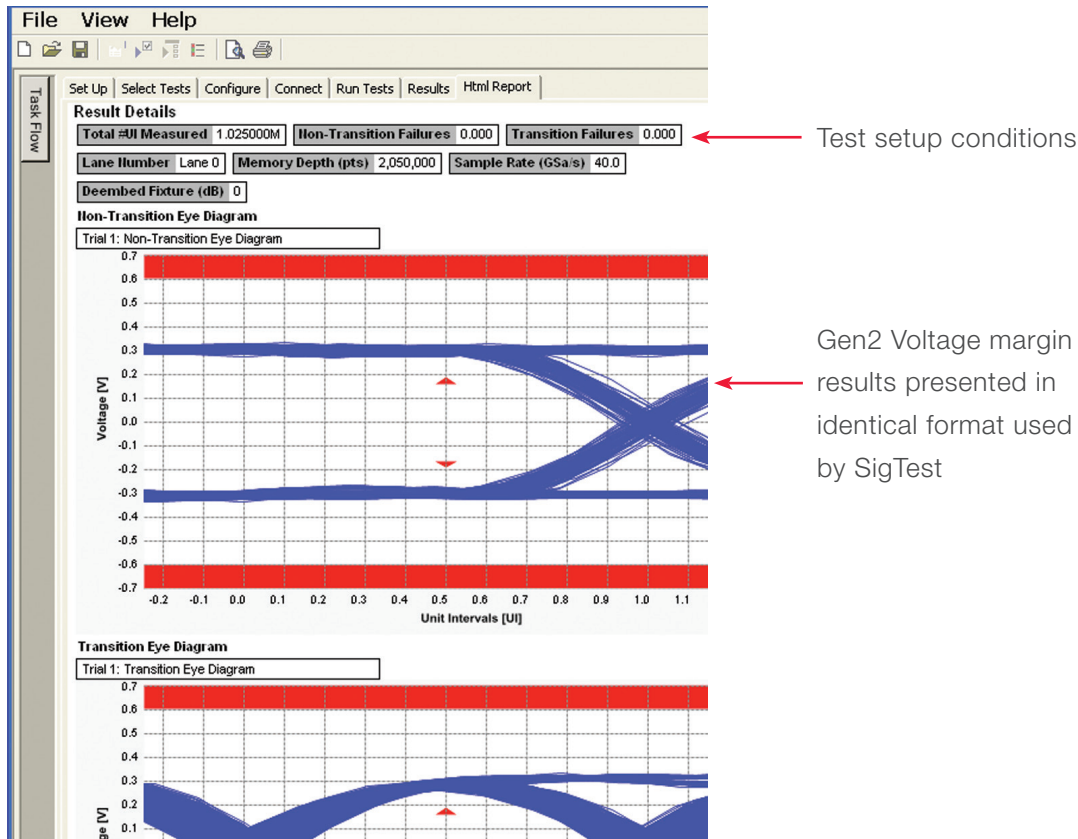 File View Help
Task Flow
Set Up Select Tests Configure Connect Run Tests Results Html Report
Result Details
Total #UI Measured 1.025000M Non-Transition Failures 0.000 Transition Failures 0.000
Lane Number Lane 0 Memory Depth (pts) 2,050,000 Sample Rate (GSa/s) 40.0
Deembed Fixture (dB) 0
Test setup conditions
Non-Transition Eye Diagram
Trial 1: Non-Transition Eye Diagram
0.7
0.6
0.5
0.4
0.3
0.2
0.1
0.0
-0.1
-0.2
-0.3
-0.4
-0.5
-0.6
-0.7
Voltage [V]
-0.2 -0.1 0.0 0.1 0.2 0.3 0.4 0.5 0.6 0.7 0.8 0.9 1.0 1.1
Unit Intervals [UI]
Gen2 Voltage margin
results presented in
identical format used
by SigTest
Transition Eye Diagram
Trial 1: Transition Eye Diagram
0.7
0.6
0.5
0.4
0.3
0.2
0.1
ge [V]